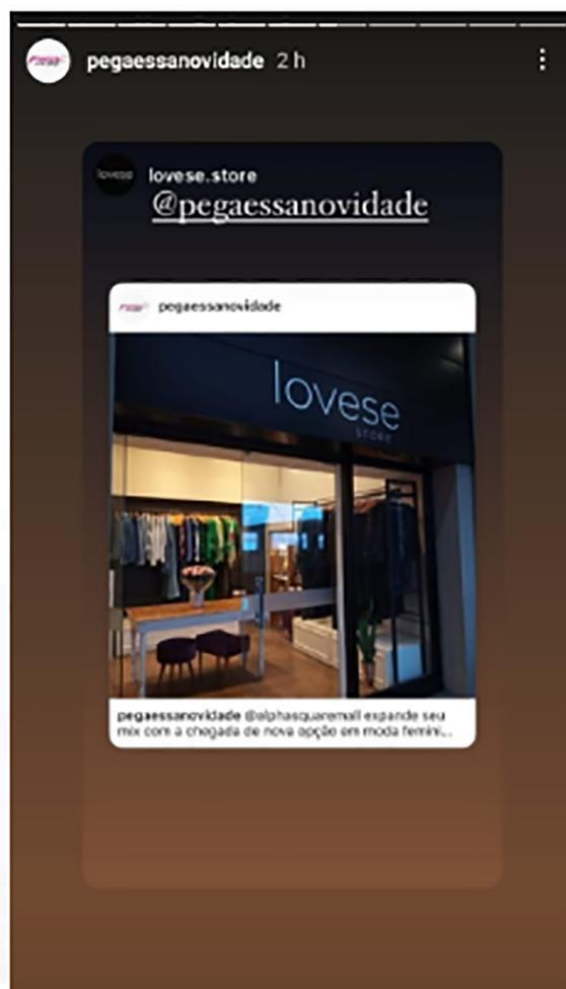 pegaessanovidade 2 h
lovese
lovese.store
@pegaessanovidade
pegaessanovidade
lovese
STORE
pegaessanovidade @alphasquaremall expande seu
mix com a chegada de nova opção em moda femini...